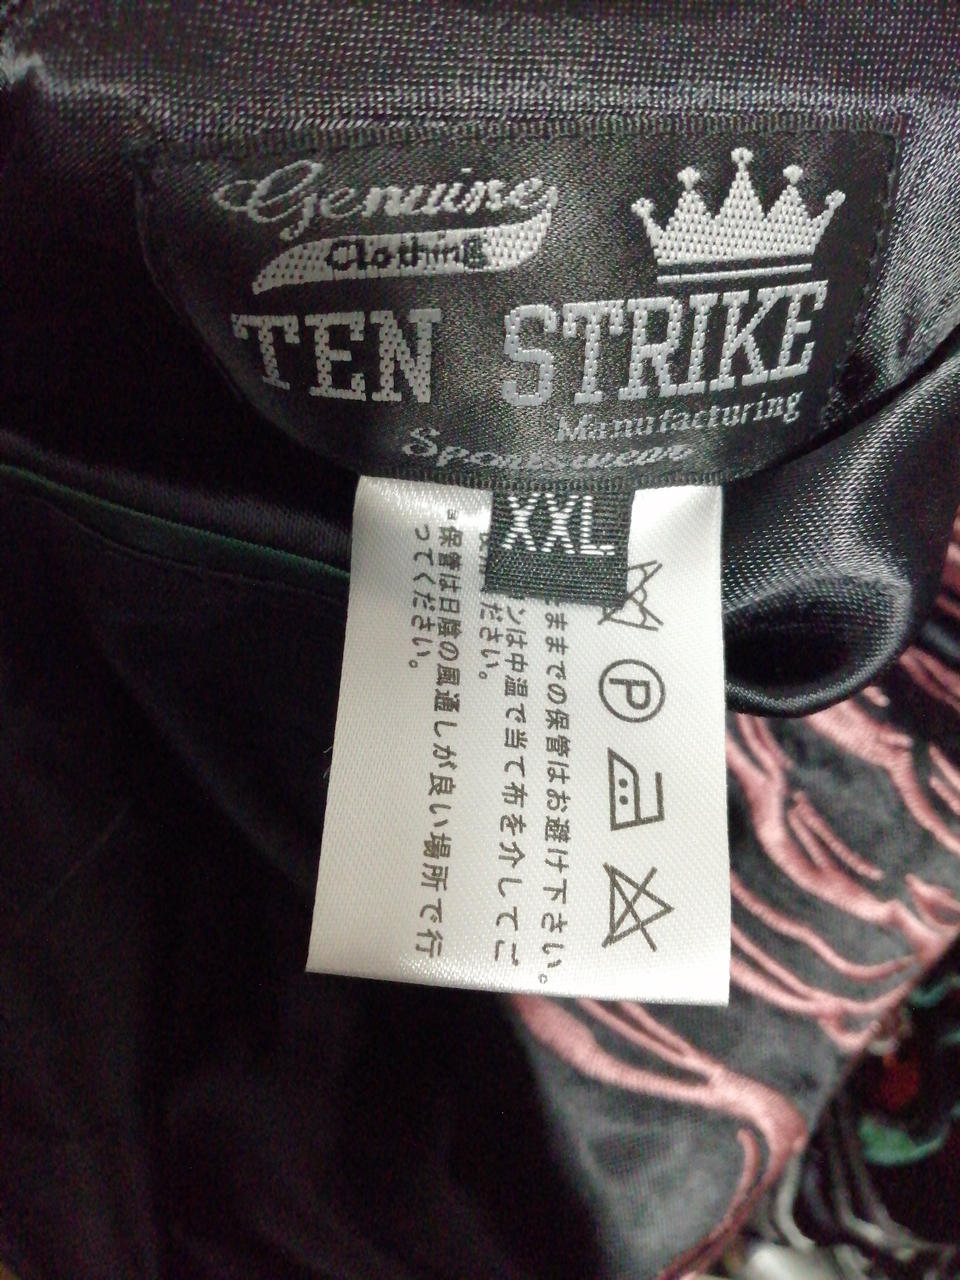 Genuine
Clothing
TEN STRIKE
Manufacturing
Sportswear
XXL
P
ままでの保管はお避け下さい。
ンは中温で当て布を介してご
ださい。
保管は日陰の風通しが良い場所で行
ってください。